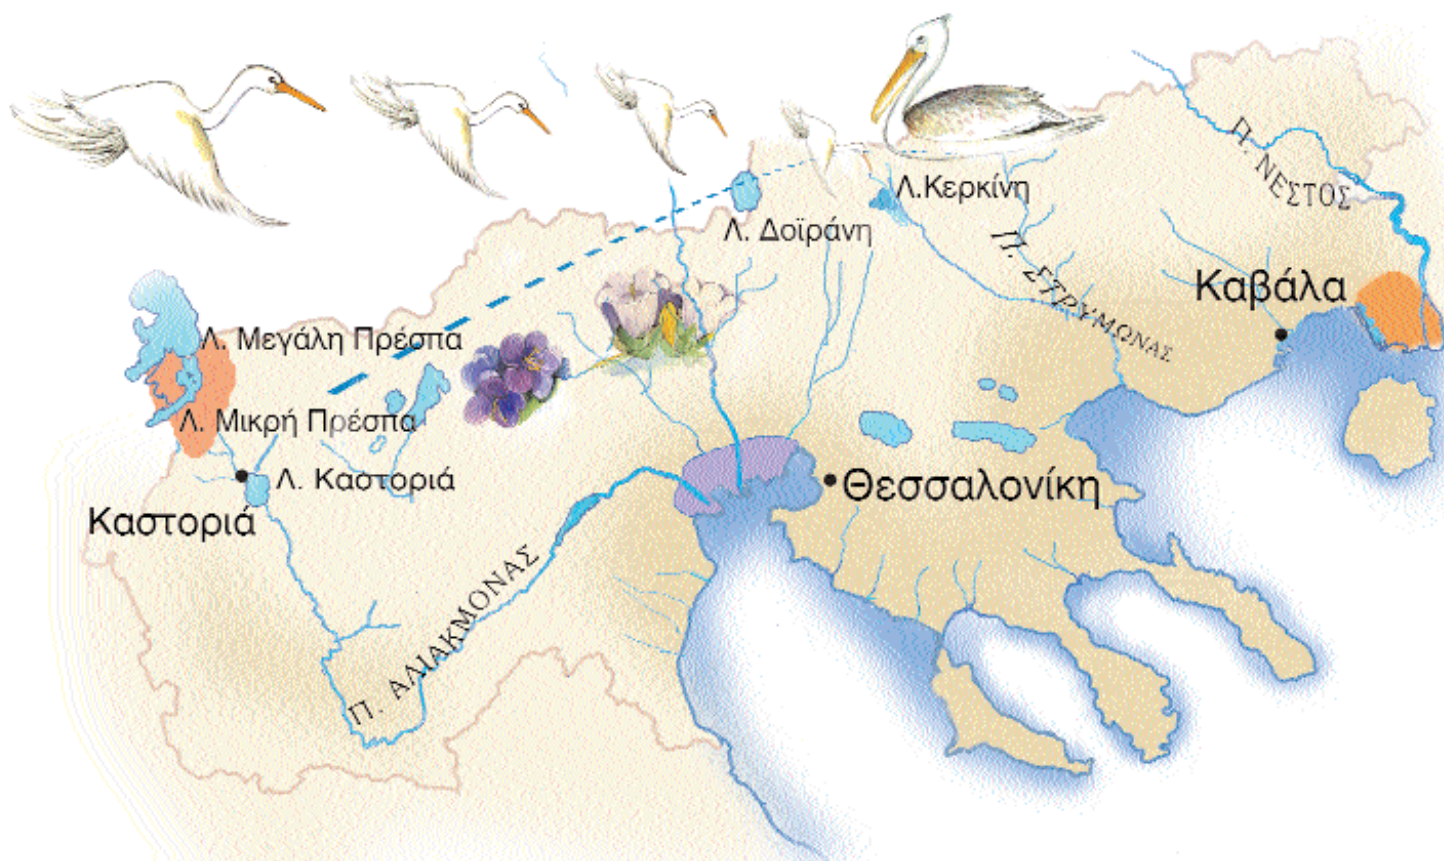 Π. ΝΕΣΤΟΣ
Λ.Κερκίνη
Λ. Δοϊράνη
Π. ΣΤΡΥΜΩΝΑΣ
Καβάλα
Λ. Μεγάλη Πρέσπα
Λ. Μικρή Πρέσπα
Λ. Καστοριά
Θεσσαλονίκη
Καστοριά
Π. ΑΛΙΑΚΜΟΝΑΣ